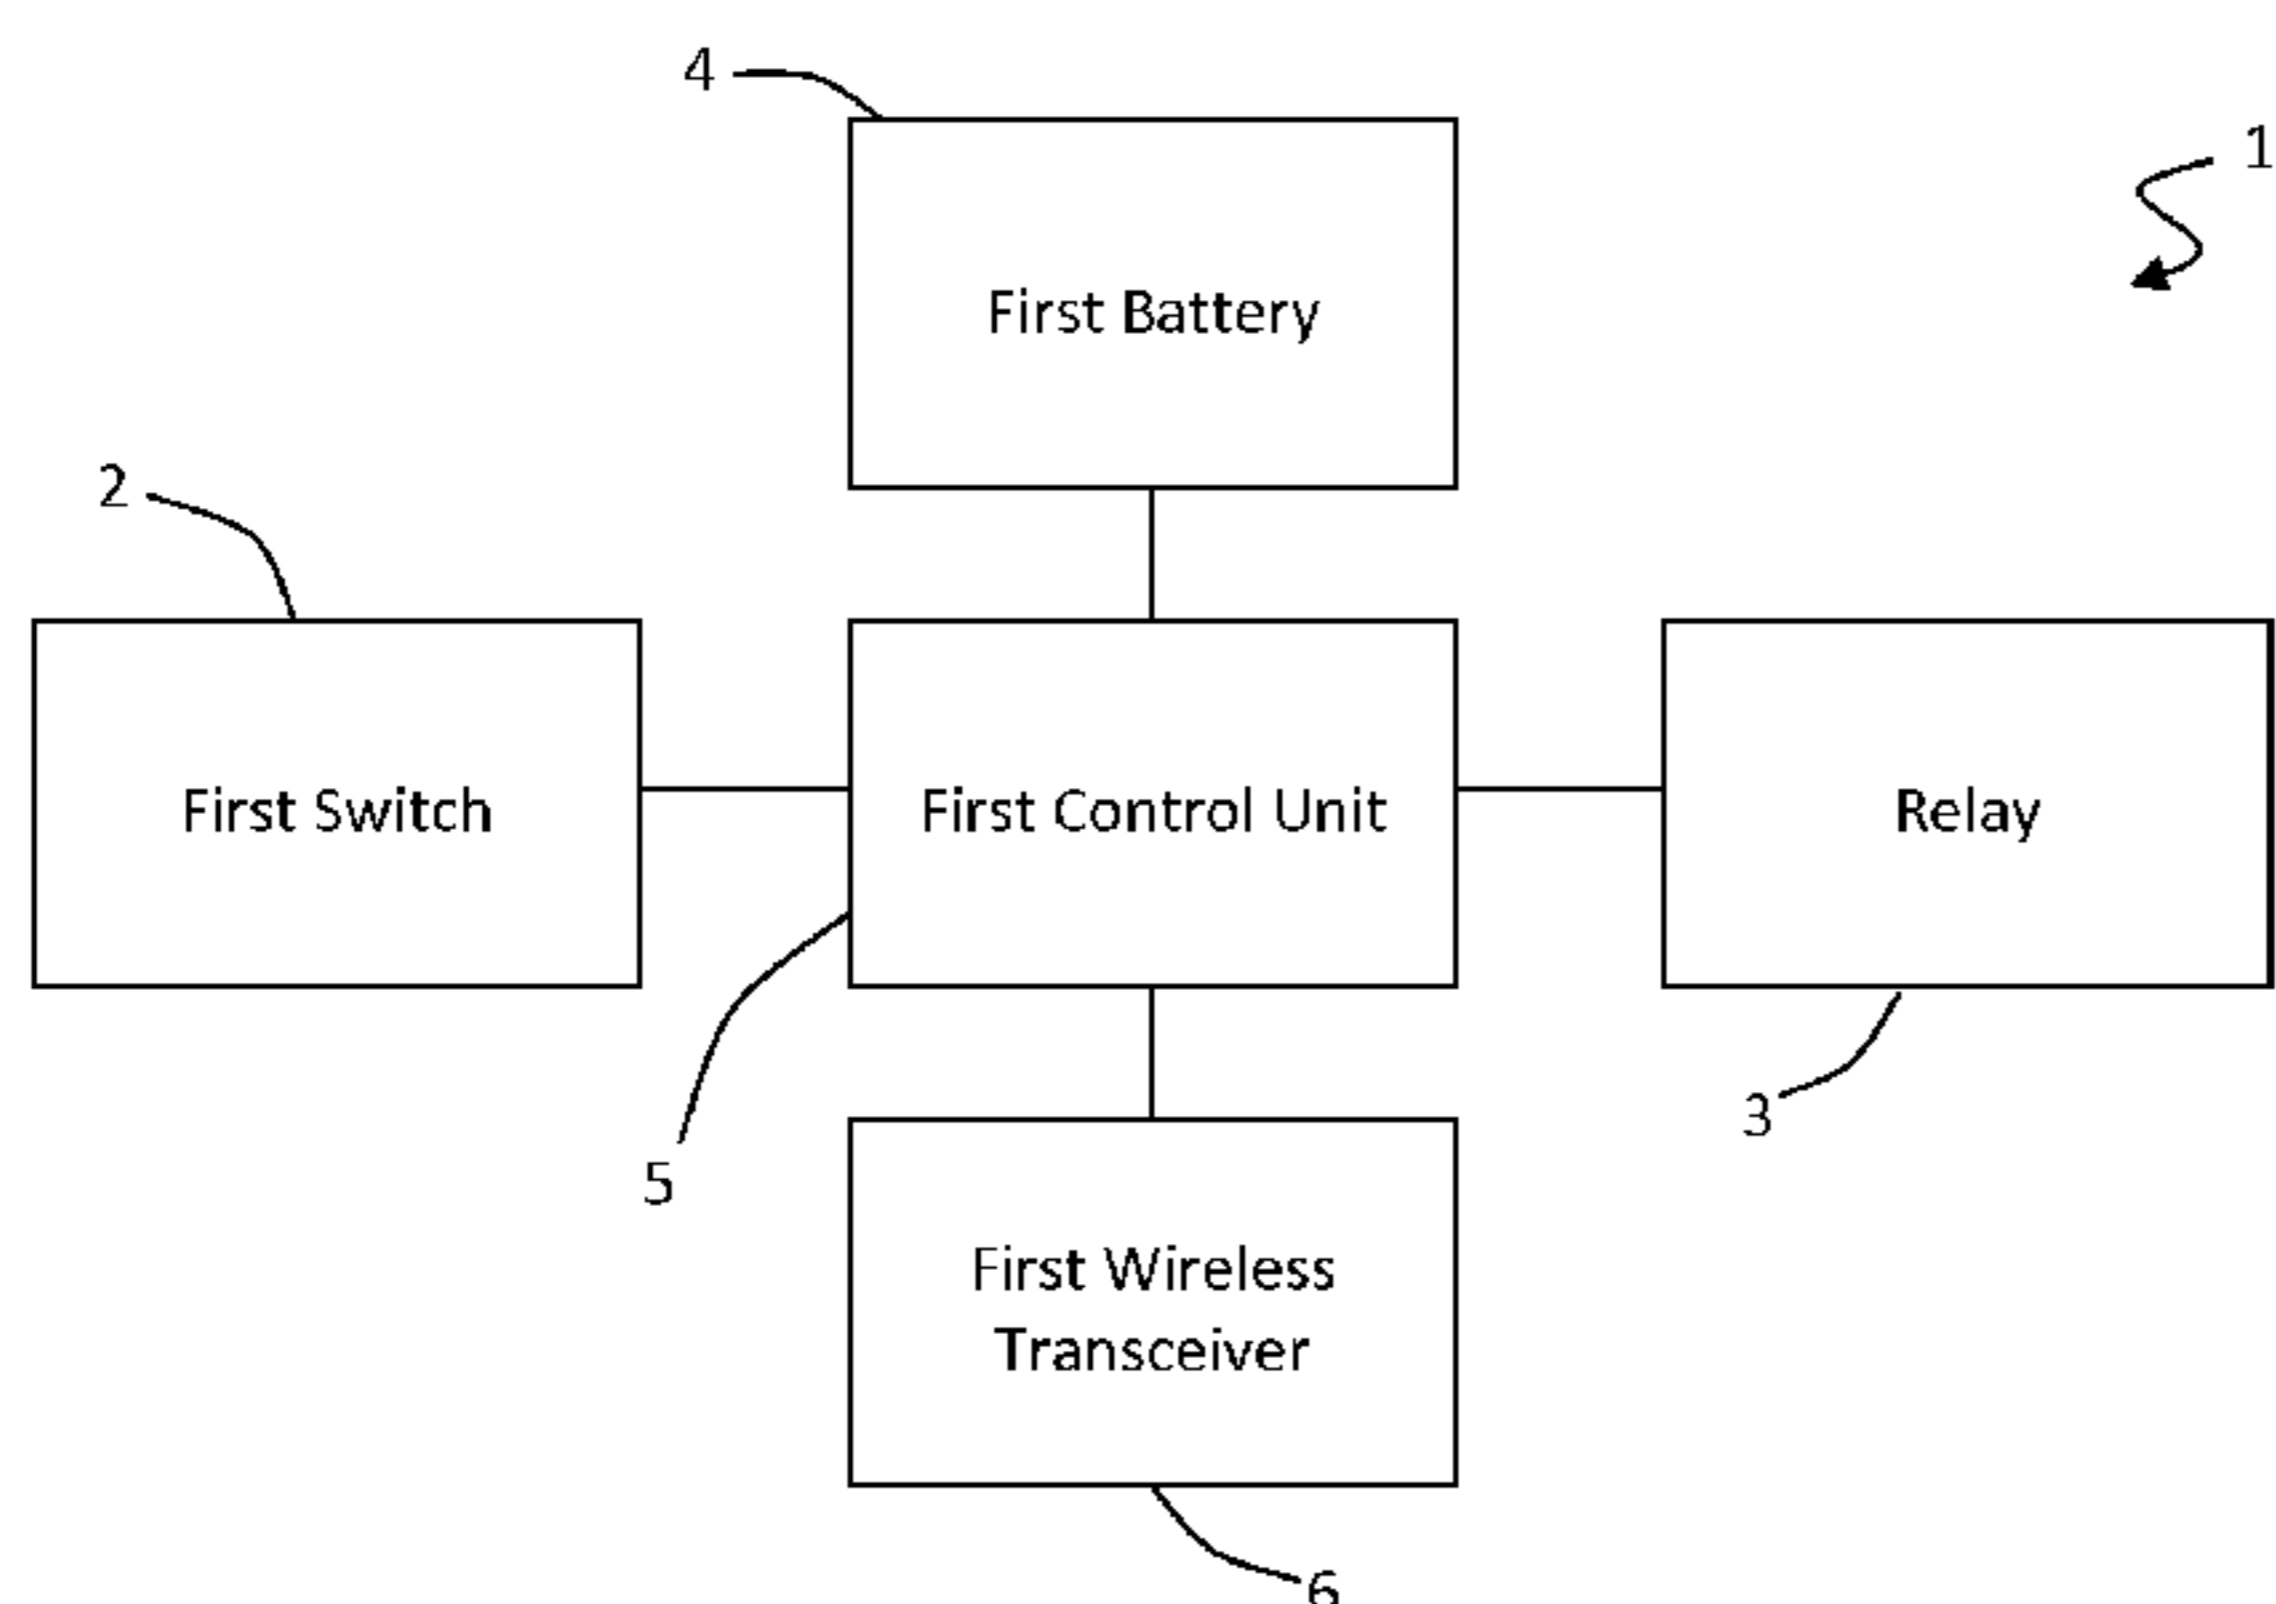 4
1
First Battery
2
First Switch
First Control Unit
Relay
3
5
First Wireless
Transceiver
6